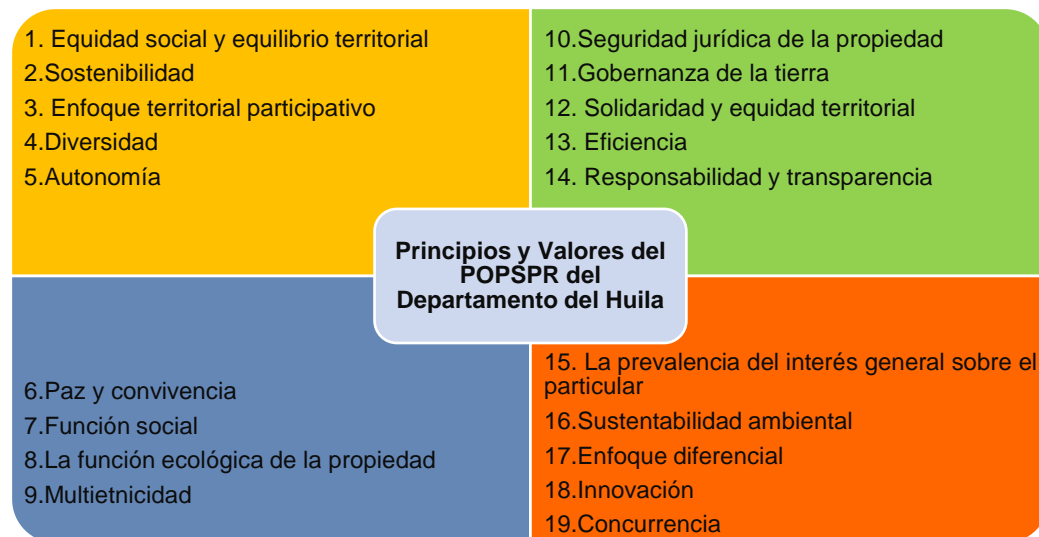 1. Equidad social y equilibrio territorial
2.Sostenibilidad
3. Enfoque territorial participativo
4.Diversidad
5.Autonomía
10.Seguridad jurídica de la propiedad
11.Gobernanza de la tierra
12. Solidaridad y equidad territorial
13. Eficiencia
14. Responsabilidad y transparencia
Principios y Valores del
POPSPR del
Departamento del Huila
6.Paz y convivencia
7.Función social
8.La función ecológica de la propiedad
9.Multietnicidad
15. La prevalencia del interés general sobre el
particular
16.Sustentabilidad ambiental
17.Enfoque diferencial
18.Innovación
19.Concurrencia